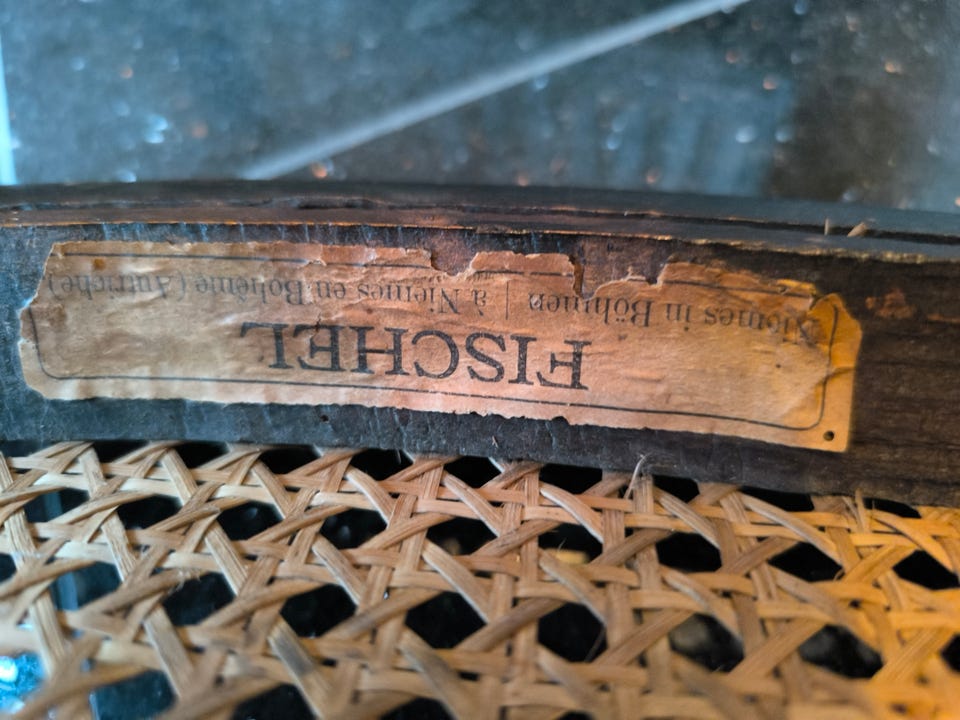 FISCHEL
Niemes in Böhmen | à Niemes en Bohême (Autriche)